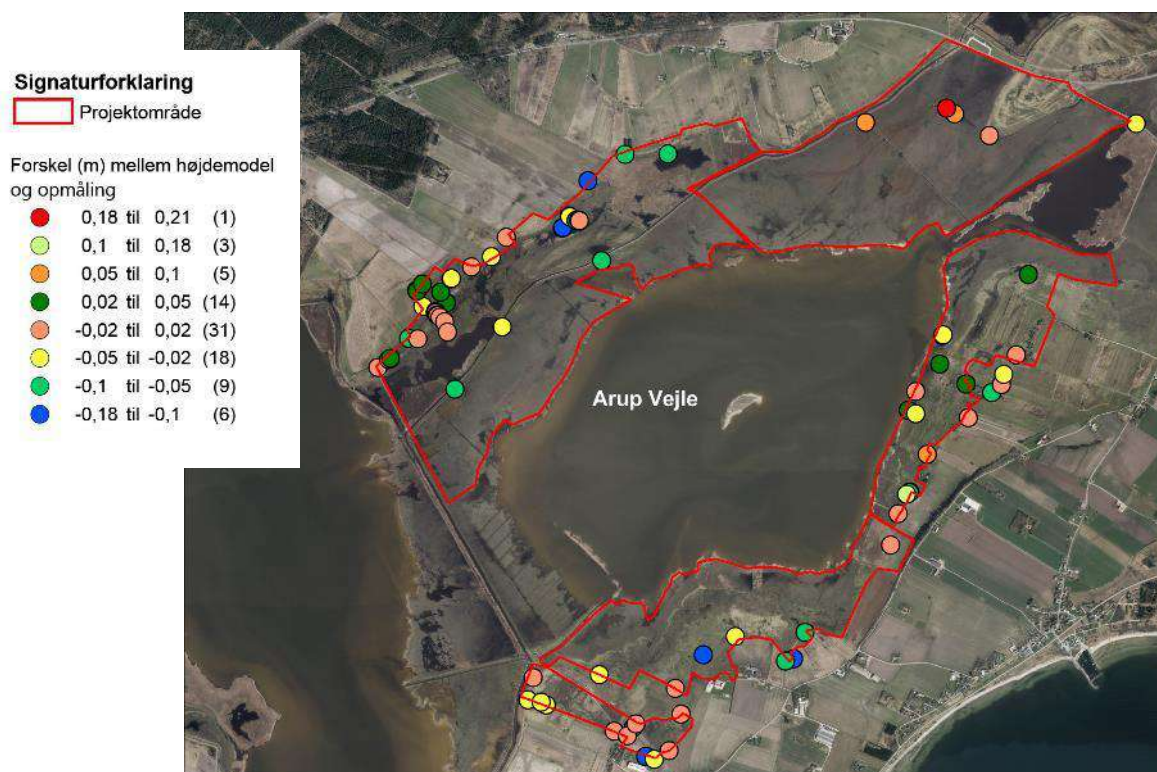 Signaturforklaring
Projektområde
Forskel (m) mellem højdemodel
og opmåling
0,18 til 0,21 (1)
0,1 til 0,18 (3)
0,05 til 0,1 (5)
0,02 til 0,05 (14)
-0,02 til 0,02 (31)
-0,05 til -0,02 (18)
-0,1 til -0,05 (9)
-0,18 til -0,1 (6)
Arup Vejle